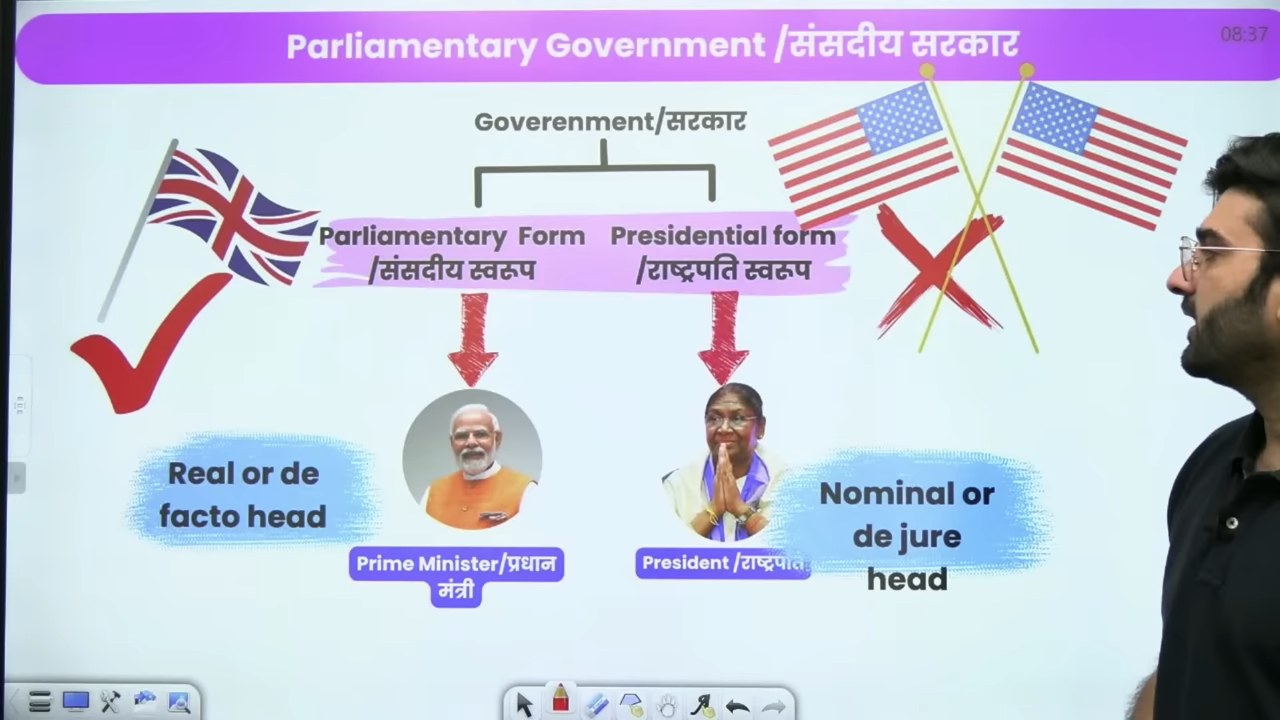 Parliamentary Government /संसदीय सरकार
08:37
Goverenment/सरकार
Parliamentary Form
/संसदीय स्वरूप
Presidential form
/राष्ट्रपति स्वरूप
Real or de
facto head
Prime Minister/प्रधान
मंत्री
President /राष्ट्रपति
Nominal or
de jure
head